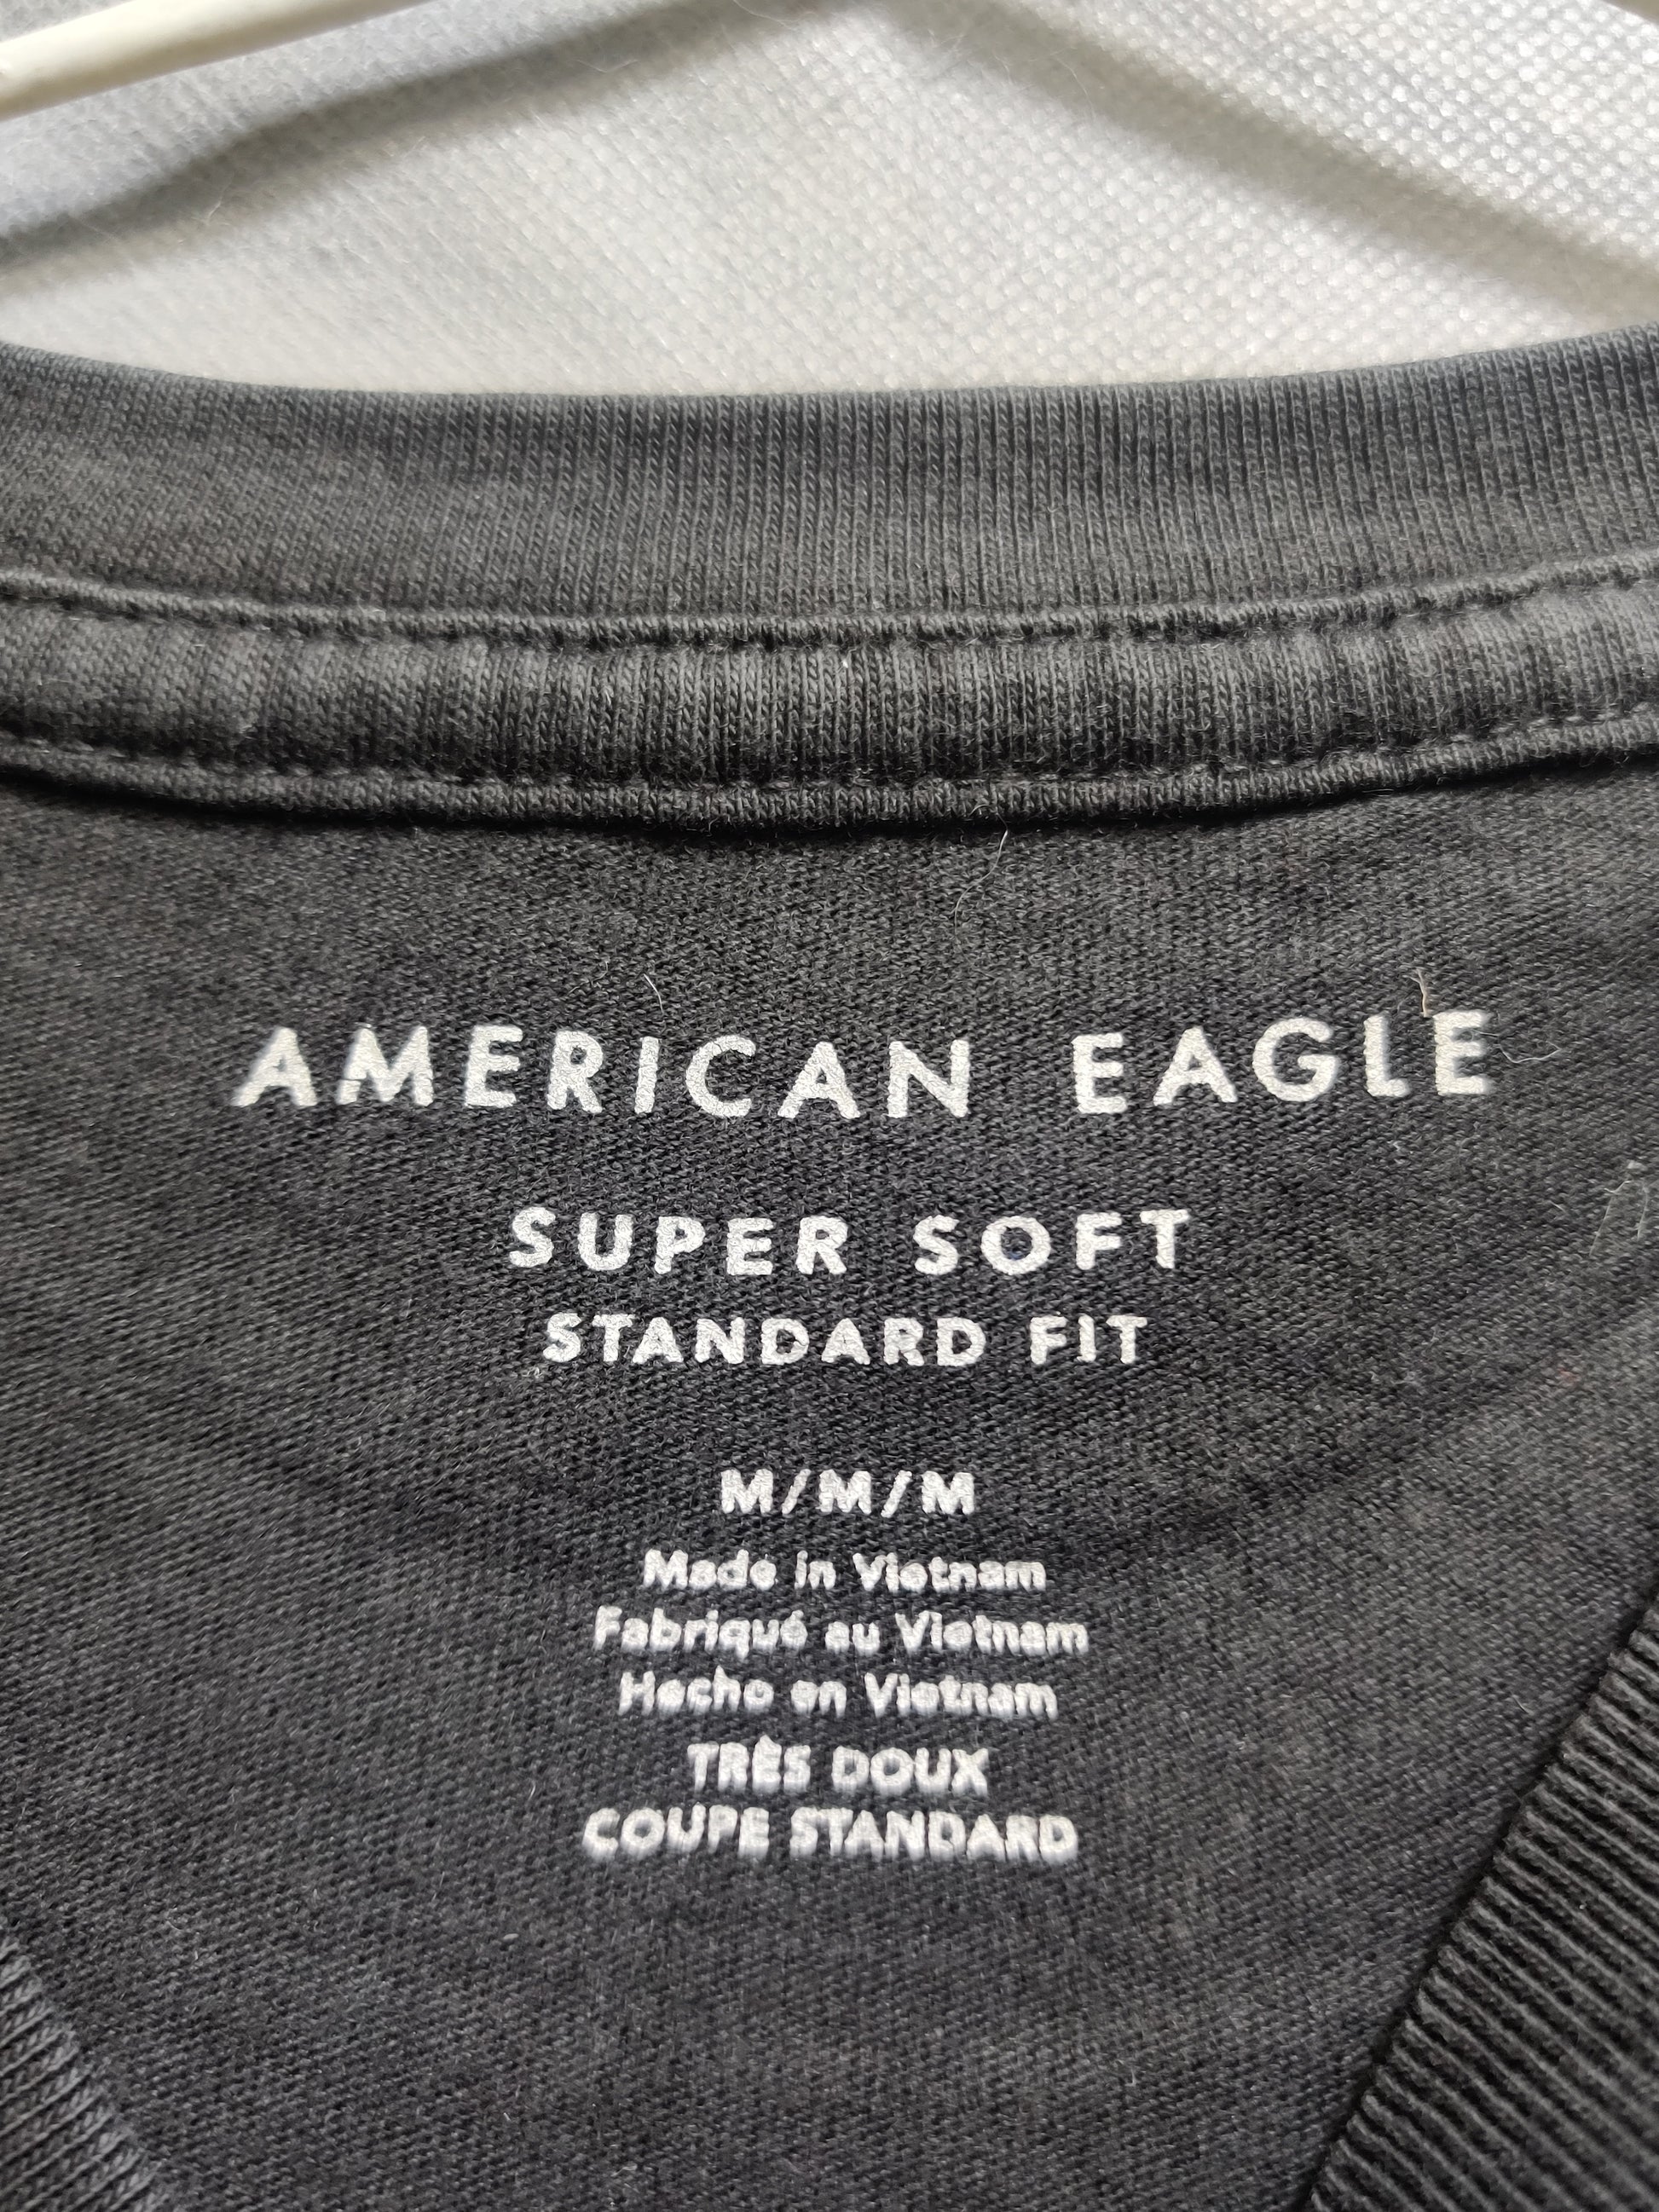 AMERICAN EAGLE
SUPER SOFT
STANDARD FIT
M/M/M
Made in Vietnam
Fabriqué au Vietnam
Hecho en Vietnam
TRÈS DOUX
COUPE STANDARD